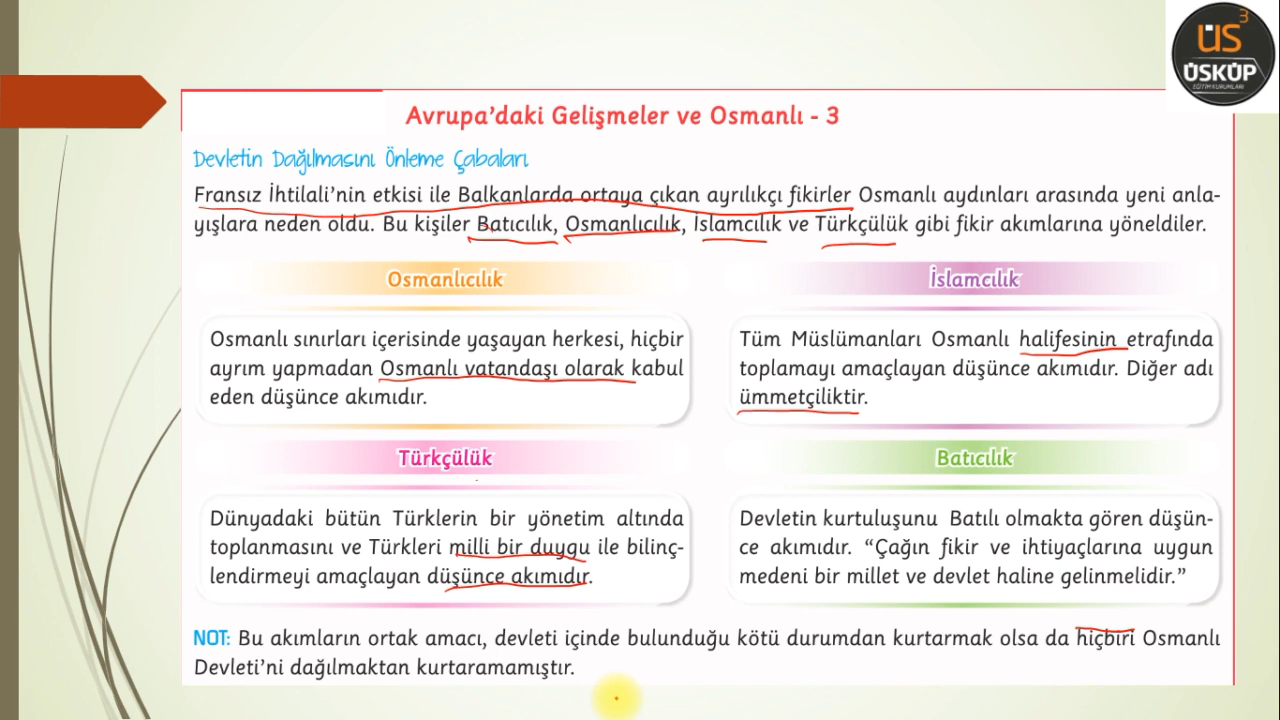 ÜS3
ÜSKÜP
EĞİTİM KURUMLARI
Avrupa'daki Gelişmeler ve Osmanlı - 3
Devletin Dağılmasını Önleme Çabaları
Fransız İhtilali'nin etkisi ile Balkanlarda ortaya çıkan ayrılıkçı fikirler Osmanlı aydınları arasında yeni anla-
yışlara neden oldu. Bu kişiler Batıcılık, Osmanlıcılık, İslamcılık ve Türkçülük gibi fikir akımlarına yöneldiler.
Osmanlıcılık
Osmanlı sınırları içerisinde yaşayan herkesi, hiçbir
ayrım yapmadan Osmanlı vatandaşı olarak kabul
eden düşünce akımıdır.
İslamcılık
Tüm Müslümanları Osmanlı halifesinin etrafında
toplamayı amaçlayan düşünce akımıdır. Diğer adı
ümmetçiliktir.
Türkçülük
Dünyadaki bütün Türklerin bir yönetim altında
toplanmasını ve Türkleri milli bir duygu ile bilinç-
lendirmeyi amaçlayan düşünce akımıdır.
Batıcılık
Devletin kurtuluşunu Batılı olmakta gören düşün-
ce akımıdır. “Çağın fikir ve ihtiyaçlarına uygun
medeni bir millet ve devlet haline gelinmelidir.”
NOT: Bu akımların ortak amacı, devleti içinde bulunduğu kötü durumdan kurtarmak olsa da hiçbiri Osmanlı
Devleti'ni dağılmaktan kurtaramamıştır.